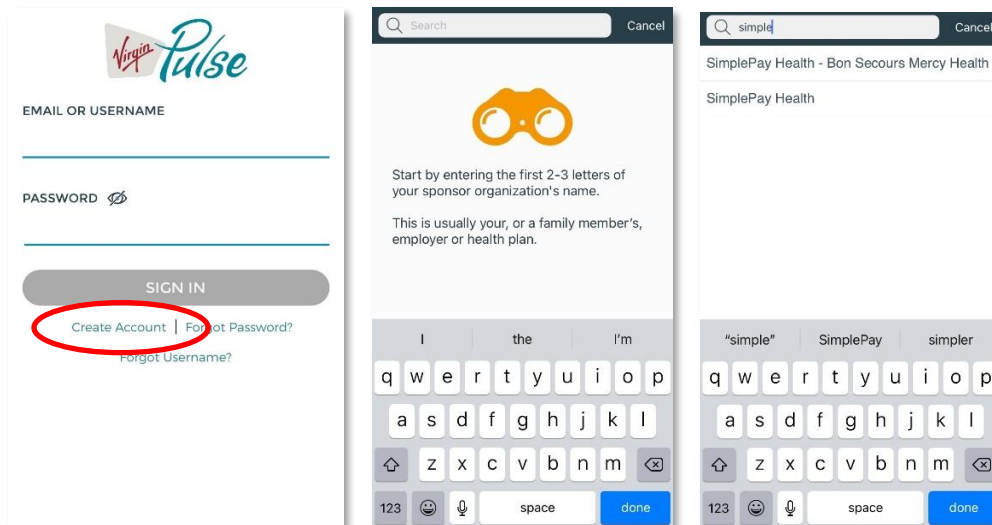 Virgin Pulse
EMAIL OR USERNAME
PASSWORD
SIGN IN
Create Account | Forgot Password?
Forgot Username?
Search
Cancel
Start by entering the first 2-3 letters of
your sponsor organization's name.
This is usually your, or a family member's,
employer or health plan.
I the I'm
q w e r t y u i o p
a s d f g h j k l
z x c v b n m
123 space done
simple
Cancel
SimplePay Health - Bon Secours Mercy Health
SimplePay Health
“simple” SimplePay simpler
q w e r t y u i o p
a s d f g h j k l
z x c v b n m
123 space done